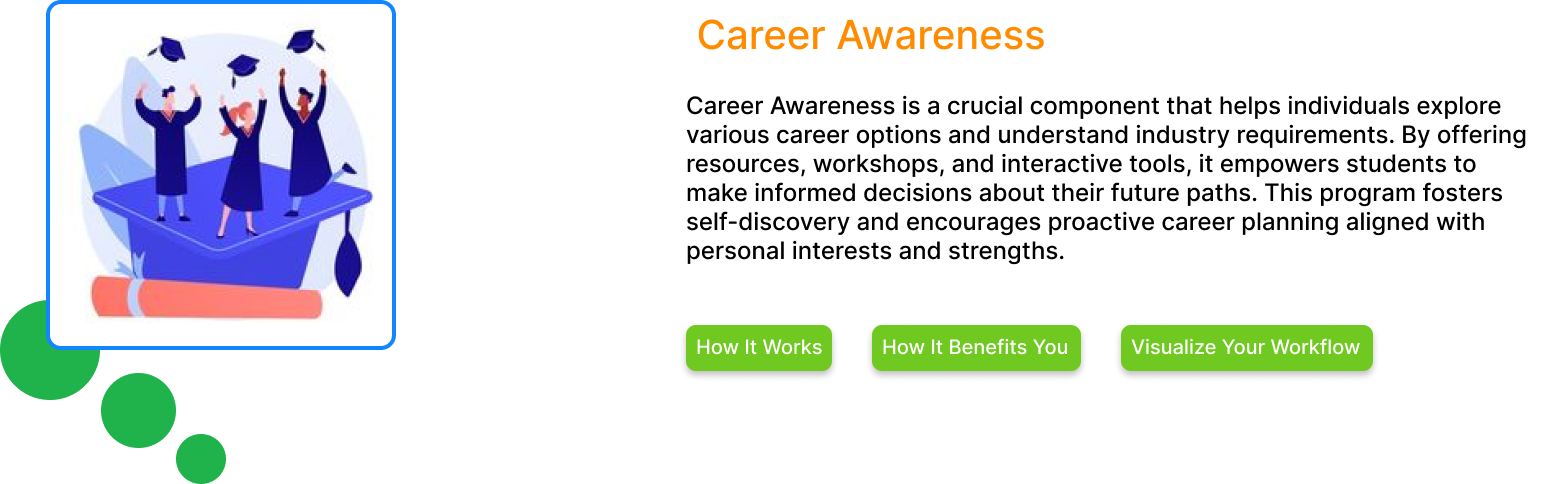 Career Awareness
Career Awareness is a crucial component that helps individuals explore
various career options and understand industry requirements. By offering
resources, workshops, and interactive tools, it empowers students to
make informed decisions about their future paths. This program fosters
self-discovery and encourages proactive career planning aligned with
personal interests and strengths.
How It Works
How It Benefits You
Visualize Your Workflow